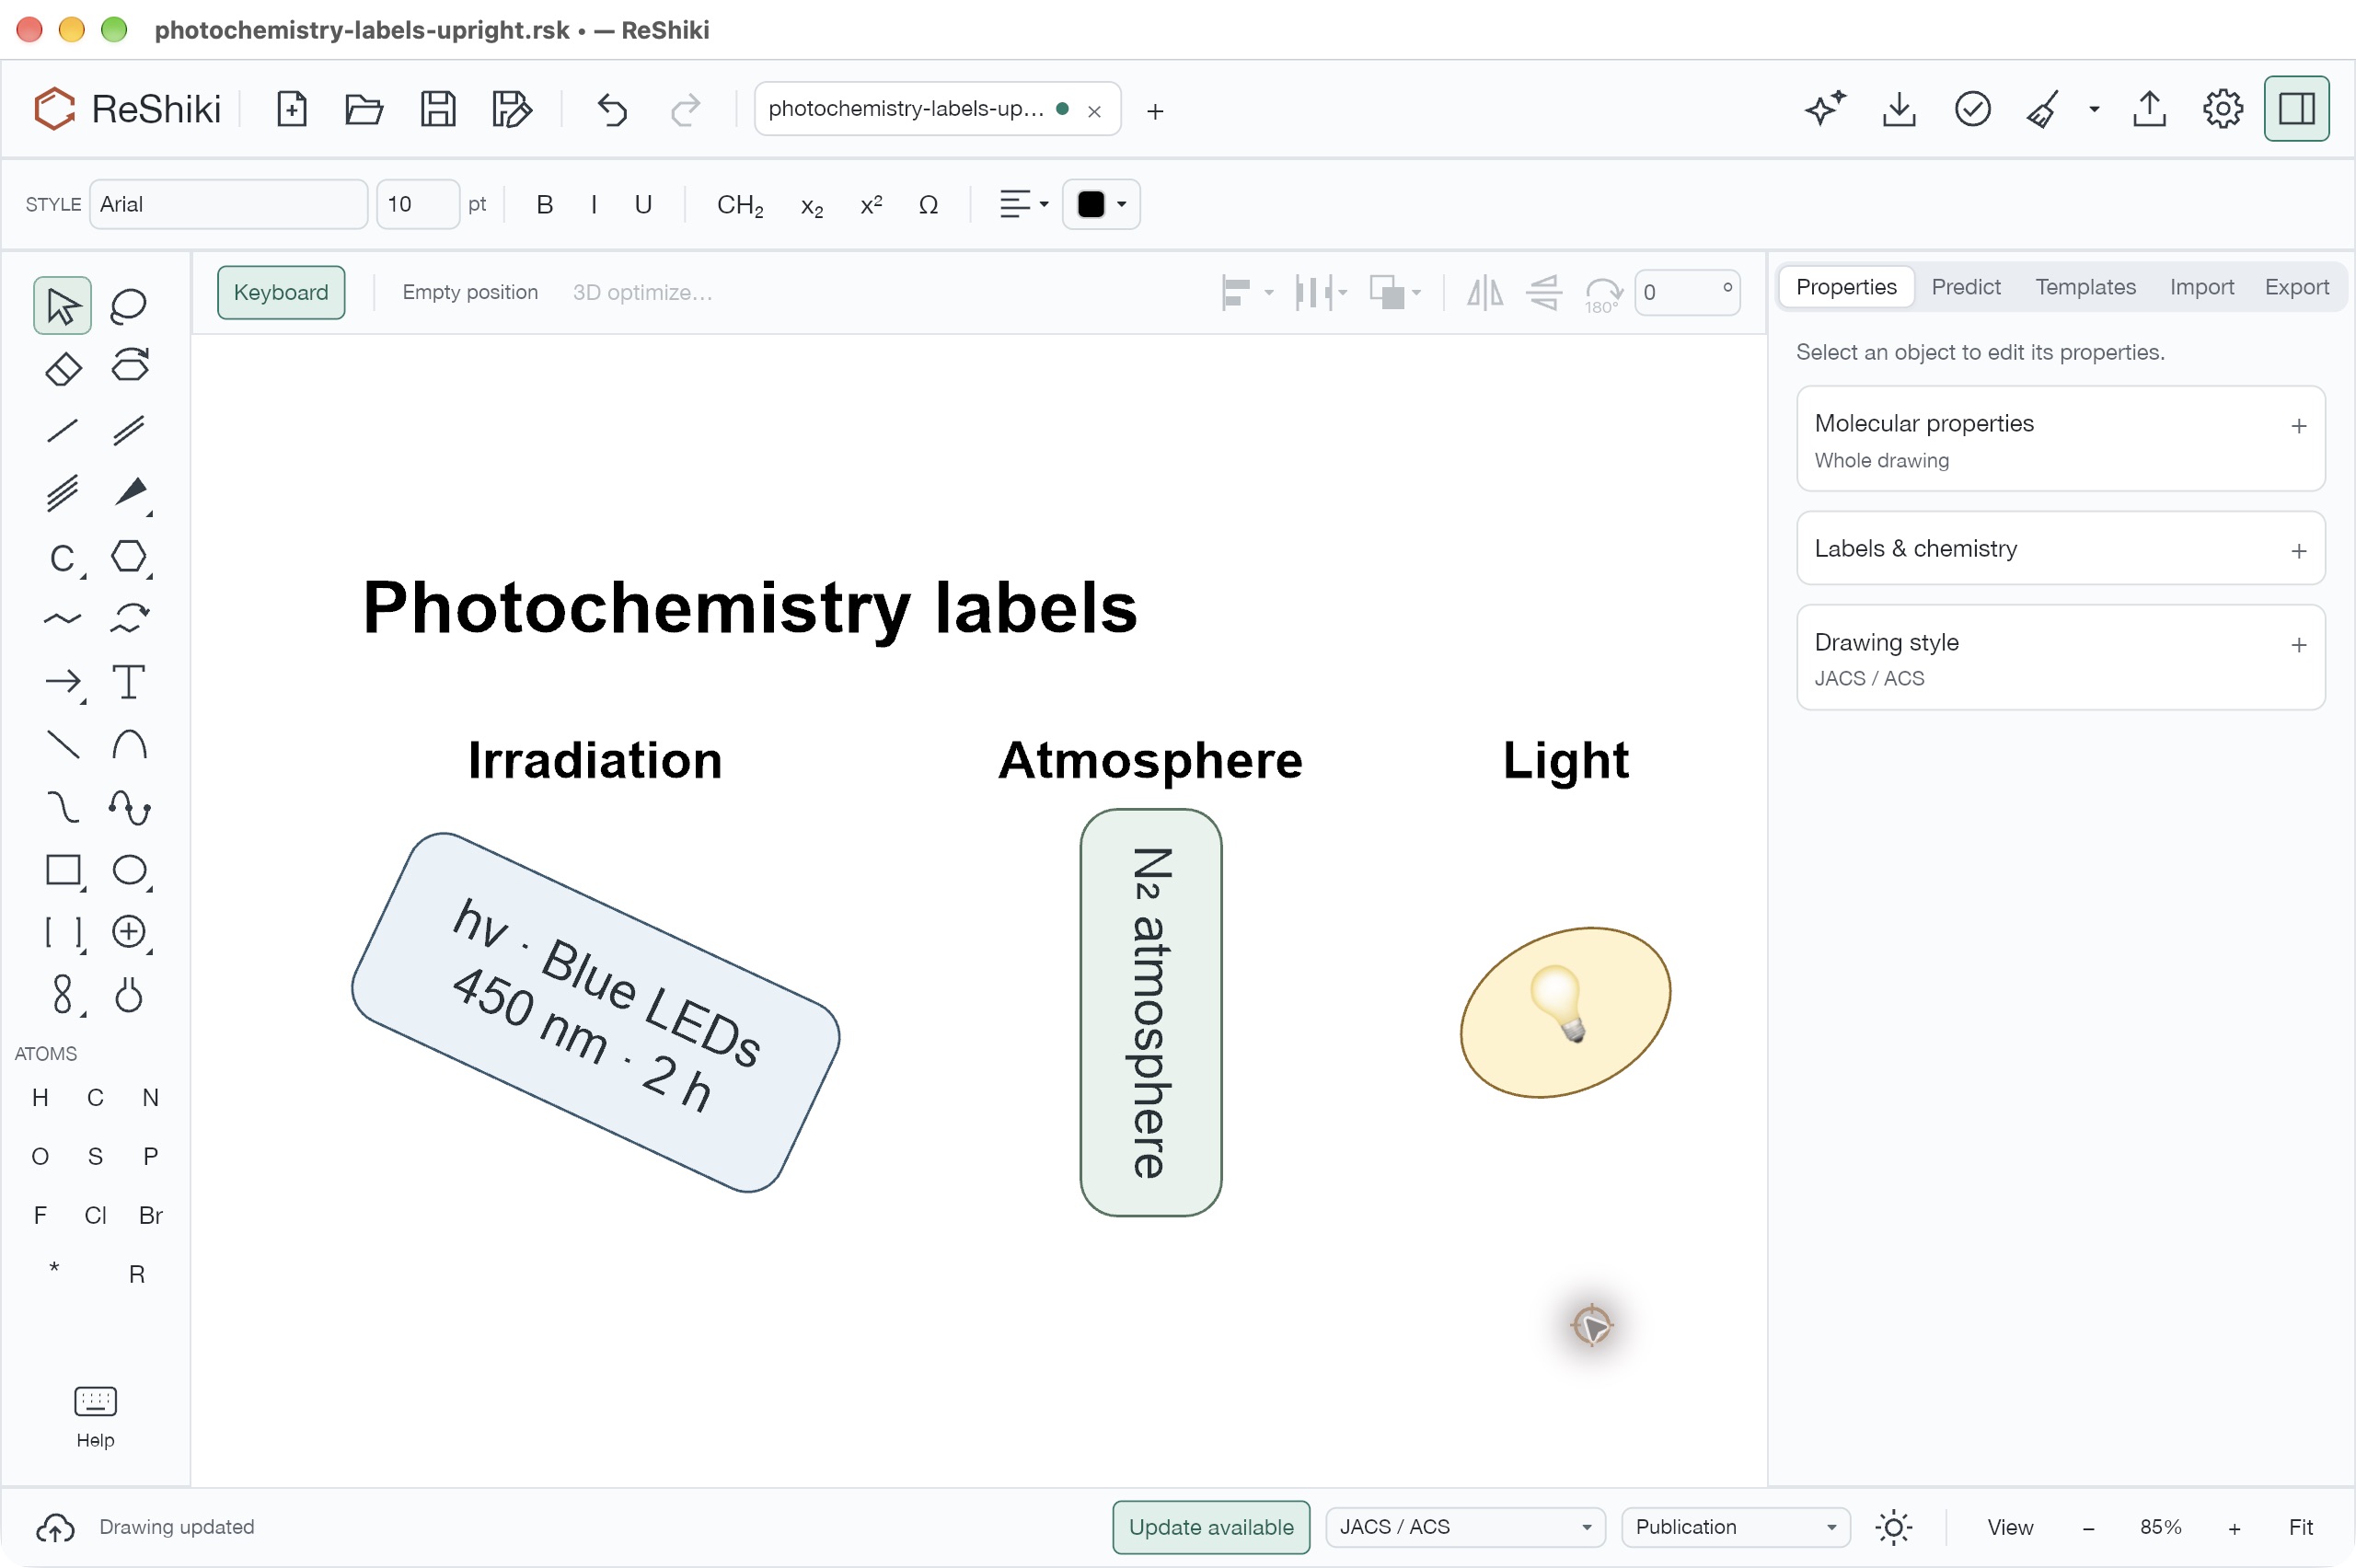 photochemistry-labels-upright.rsk • — ReShiki
ReShiki
photochemistry-labels-up... ×
+
STYLE Arial 10 pt B I U CH₂ x₂ x² Ω
Keyboard Empty position 3D optimize... 180° 0 °
Properties Predict Templates Import Export
Select an object to edit its properties.
Molecular properties +
Whole drawing
Labels & chemistry +
Drawing style +
JACS / ACS
C
T
[ ]
ATOMS
H C N
O S P
F Cl Br
* R
Help
Photochemistry labels
Irradiation Atmosphere Light
hν · Blue LEDs
450 nm · 2 h
N₂ atmosphere
Drawing updated Update available JACS / ACS Publication View − 85% + Fit